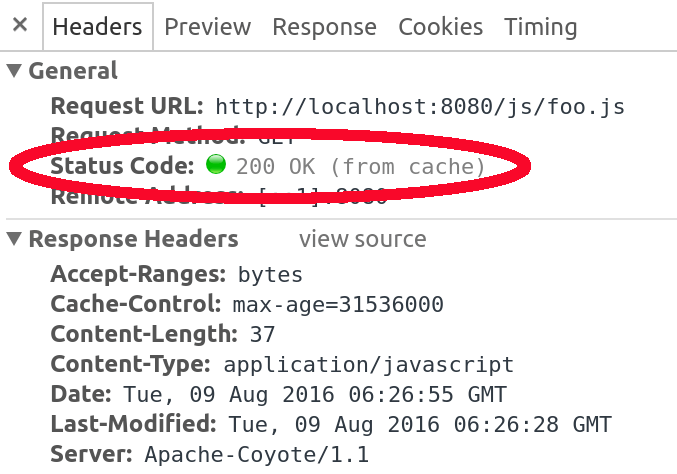 × Headers Preview Response Cookies Timing
▼ General
Request URL: http://localhost:8080/js/foo.js
Request Method: GET
Status Code: 200 OK (from cache)
Remote Address: 8080
▼ Response Headers view source
Accept-Ranges: bytes
Cache-Control: max-age=31536000
Content-Length: 37
Content-Type: application/javascript
Date: Tue, 09 Aug 2016 06:26:55 GMT
Last-Modified: Tue, 09 Aug 2016 06:26:28 GMT
Server: Apache-Coyote/1.1